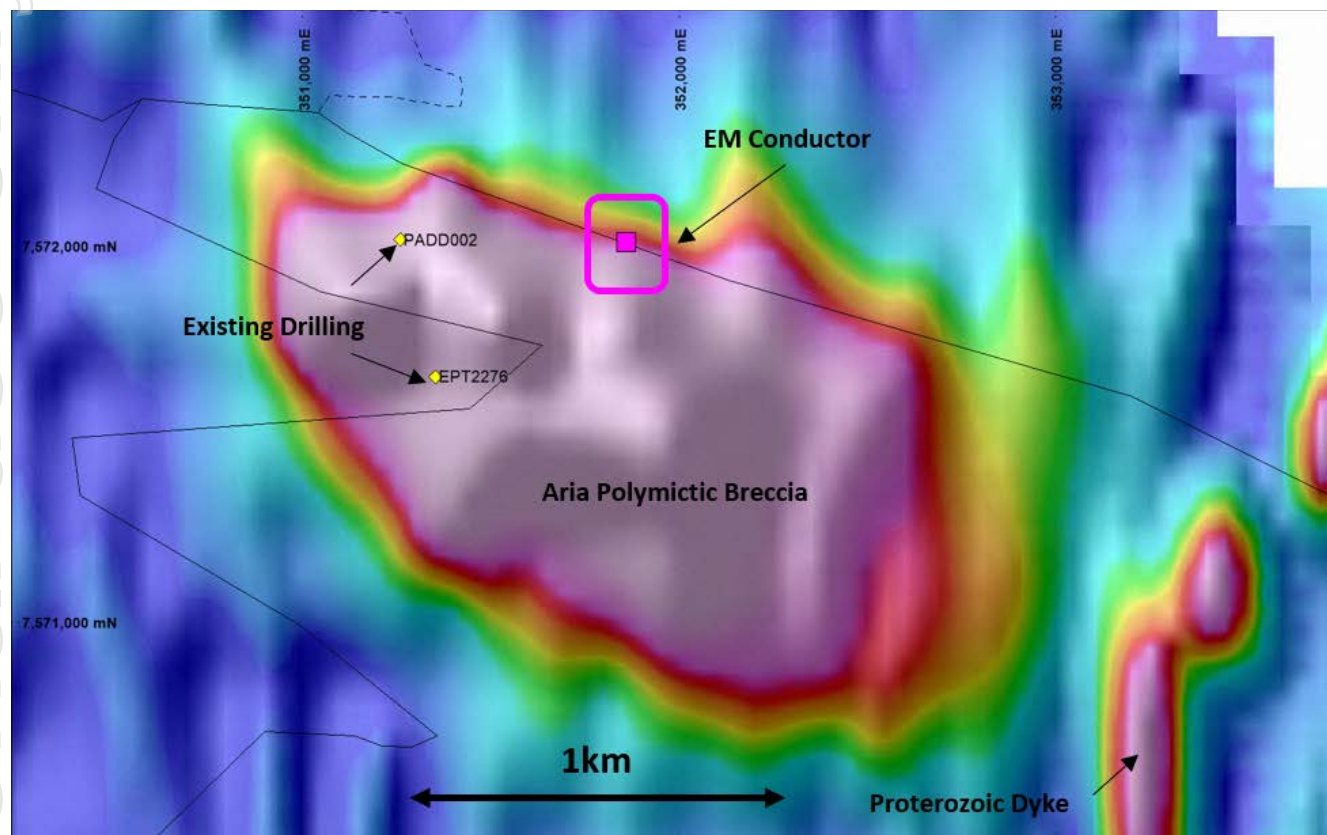 351,000 mE
352,000 mE
353,000 mE
EM Conductor
7,572,000 mN
PADD002
Existing Drilling
EPT2276
Aria Polymictic Breccia
7,571,000 mN
1km
Proterozoic Dyke